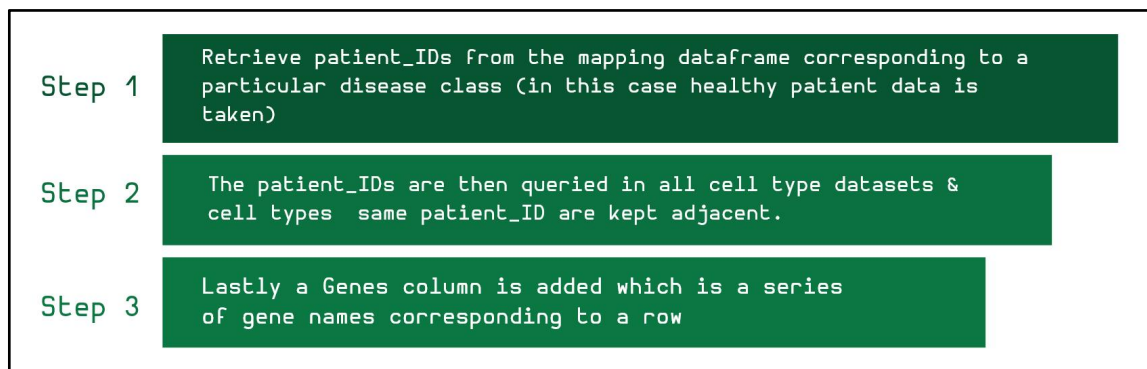 Step 1
Retrieve patient_IDs from the mapping dataframe corresponding to a
particular disease class (in this case healthy patient data is
taken)
Step 2
The patient_IDs are then queried in all cell type datasets &
cell types same patient_ID are kept adjacent.
Step 3
Lastly a Genes column is added which is a series
of gene names corresponding to a row